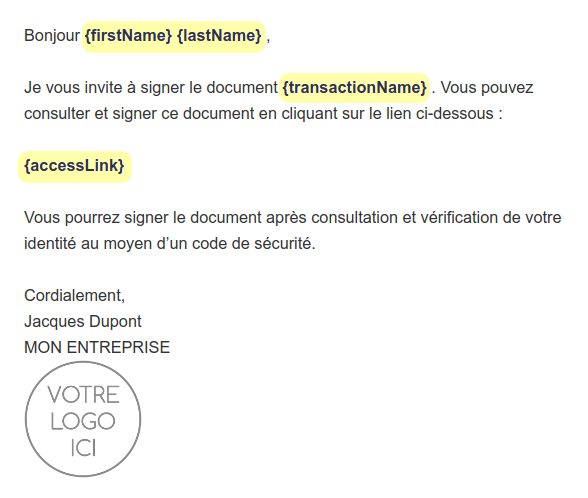 Bonjour {firstName} {lastName} ,
Je vous invite à signer le document {transactionName} . Vous pouvez
consulter et signer ce document en cliquant sur le lien ci-dessous :
{accessLink}
Vous pourrez signer le document après consultation et vérification de votre
identité au moyen d’un code de sécurité.
Cordialement,
Jacques Dupont
MON ENTREPRISE
VOTRE
LOGO
ICI